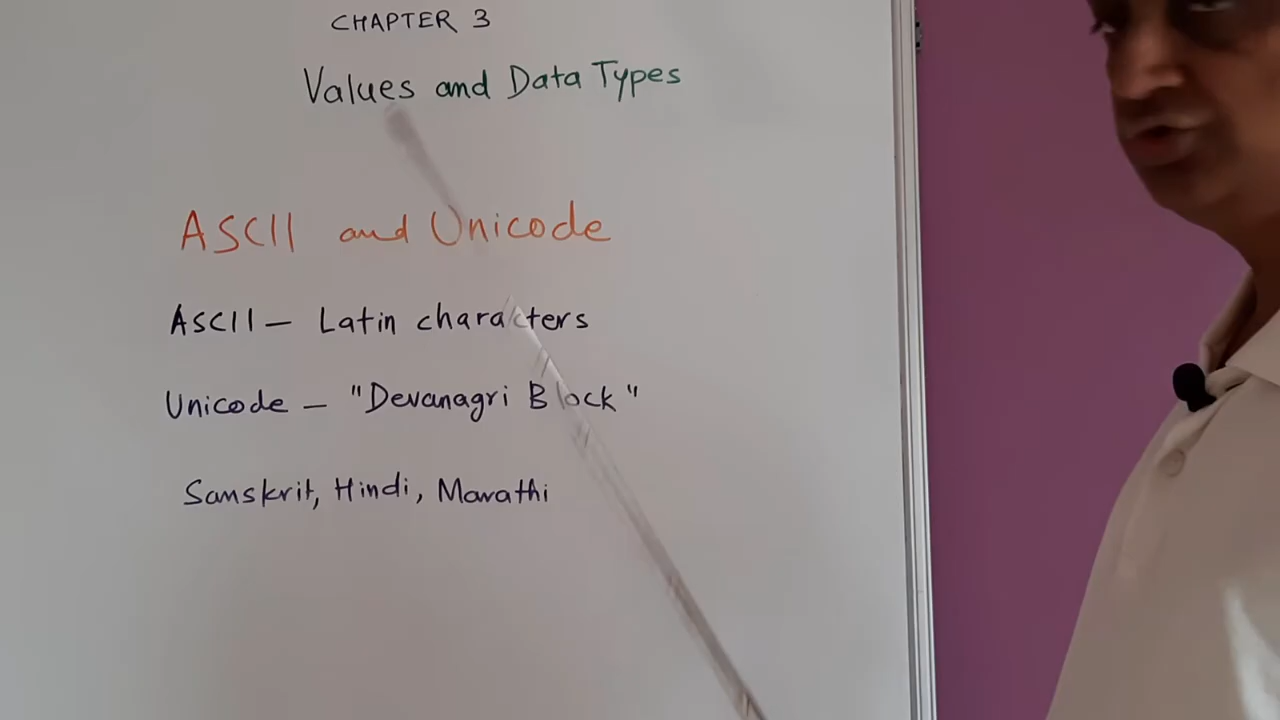 CHAPTER 3
Values and Data Types
ASCII and Unicode
ASCII – Latin characters
Unicode – "Devanagri Block"
Sanskrit, Hindi, Marathi